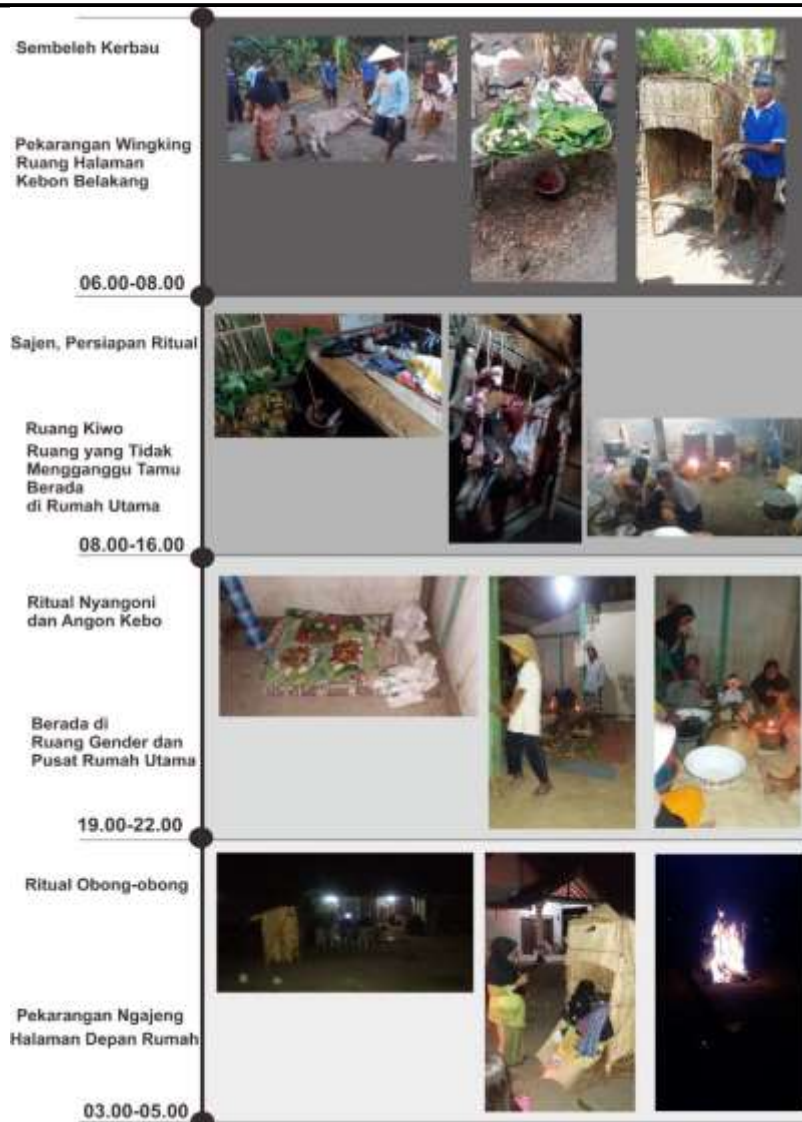 Sembeleh Kerbau
Pekarangan Wingking
Ruang Halaman
Kebon Belakang
06.00-08.00
Sajen, Persiapan Ritual
Ruang Kiwo
Ruang yang Tidak
Mengganggu Tamu
Berada
di Rumah Utama
08.00-16.00
Ritual Nyangoni
dan Angon Kebo
Berada di
Ruang Gender dan
Pusat Rumah Utama
19.00-22.00
Ritual Obong-obong
Pekarangan Ngajeng
Halaman Depan Rumah
03.00-05.00